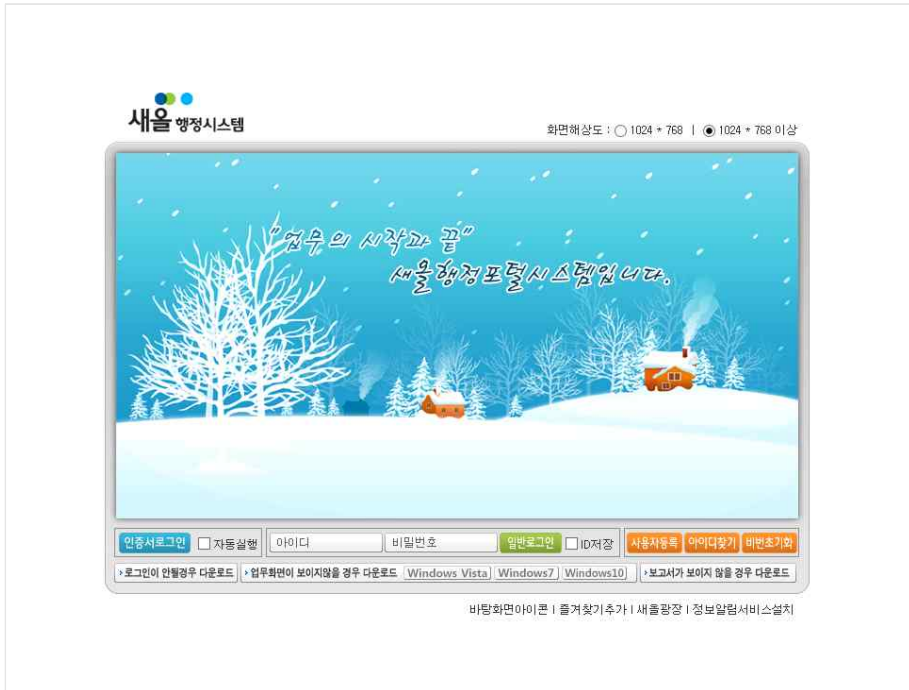 새올 행정시스템
화면해상도 : 1024 * 768 | 1024 * 768 이상
"업무의 시작과 끝"
새올행정포털시스템입니다.
인증서로그인 자동실행 아이디 비밀번호 일반로그인 ID저장 사용자등록 아이디찾기 비번초기화
로그인이 안될경우 다운로드 업무화면이 보이지않을 경우 다운로드 Windows Vista Windows7 Windows10 보고서가 보이지 않을 경우 다운로드
바탕화면아이콘 | 즐겨찾기추가 | 새올광장 | 정보알림서비스설치